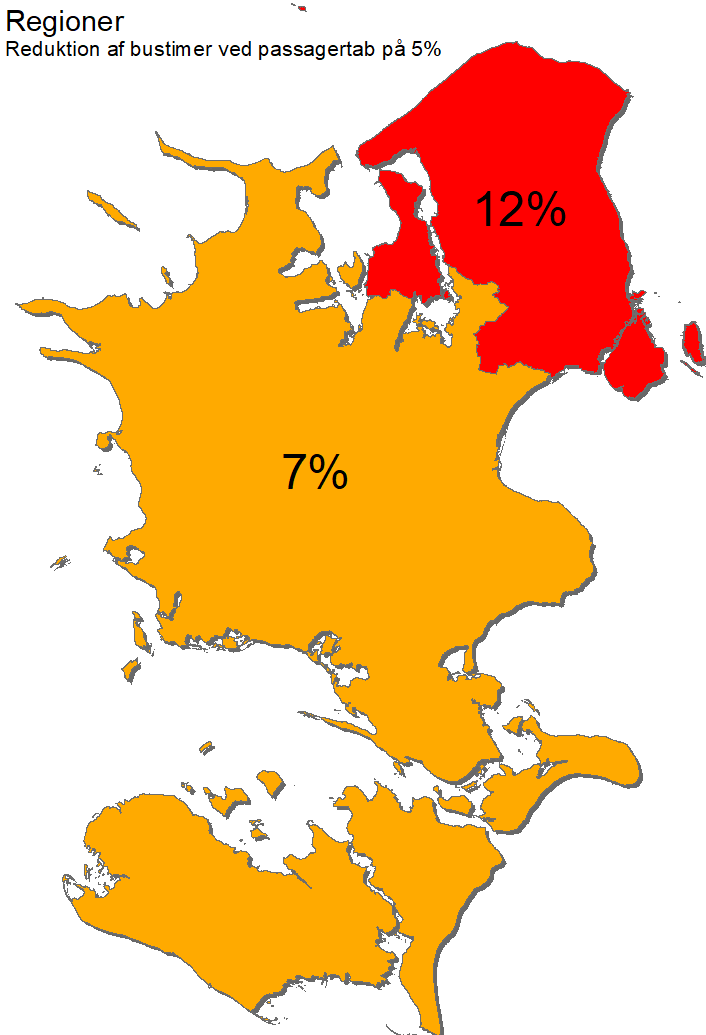 Regioner
Reduktion af bustimer ved passagertab på 5%
12%
7%